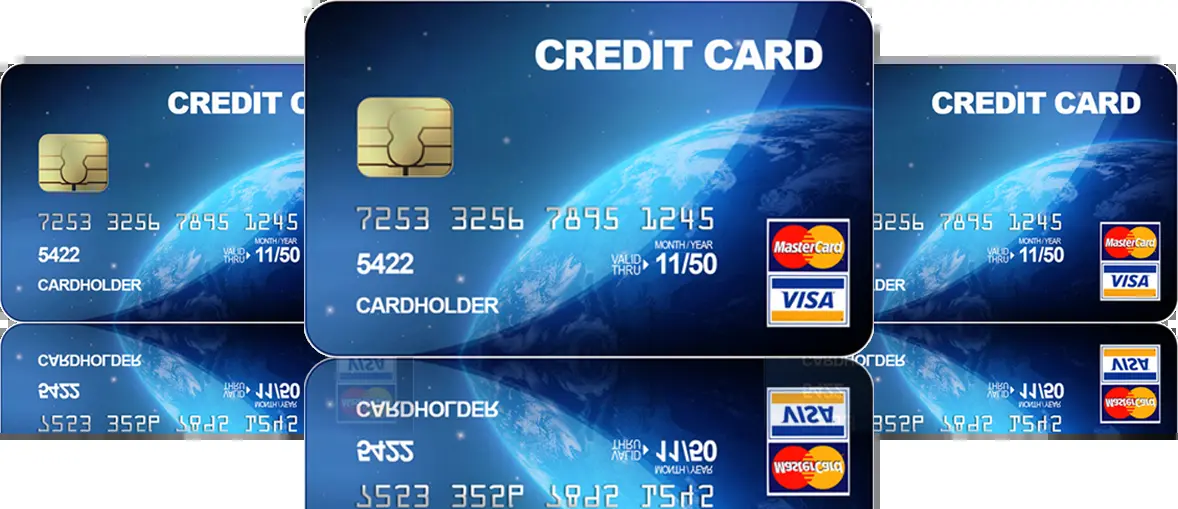 CREDIT C
7253 3256 7895 1245
5422
MONTH/YEAR
VALID THRU 11/50
CARDHOLDER
CREDIT CARD
7253 3256 7895 1245
5422
MONTH/YEAR
VALID THRU 11/50
CARDHOLDER
MasterCard
VISA
CREDIT CARD
3256 7895 1245
MONTH/YEAR
VALID THRU 11/50
DER
MasterCard
VISA